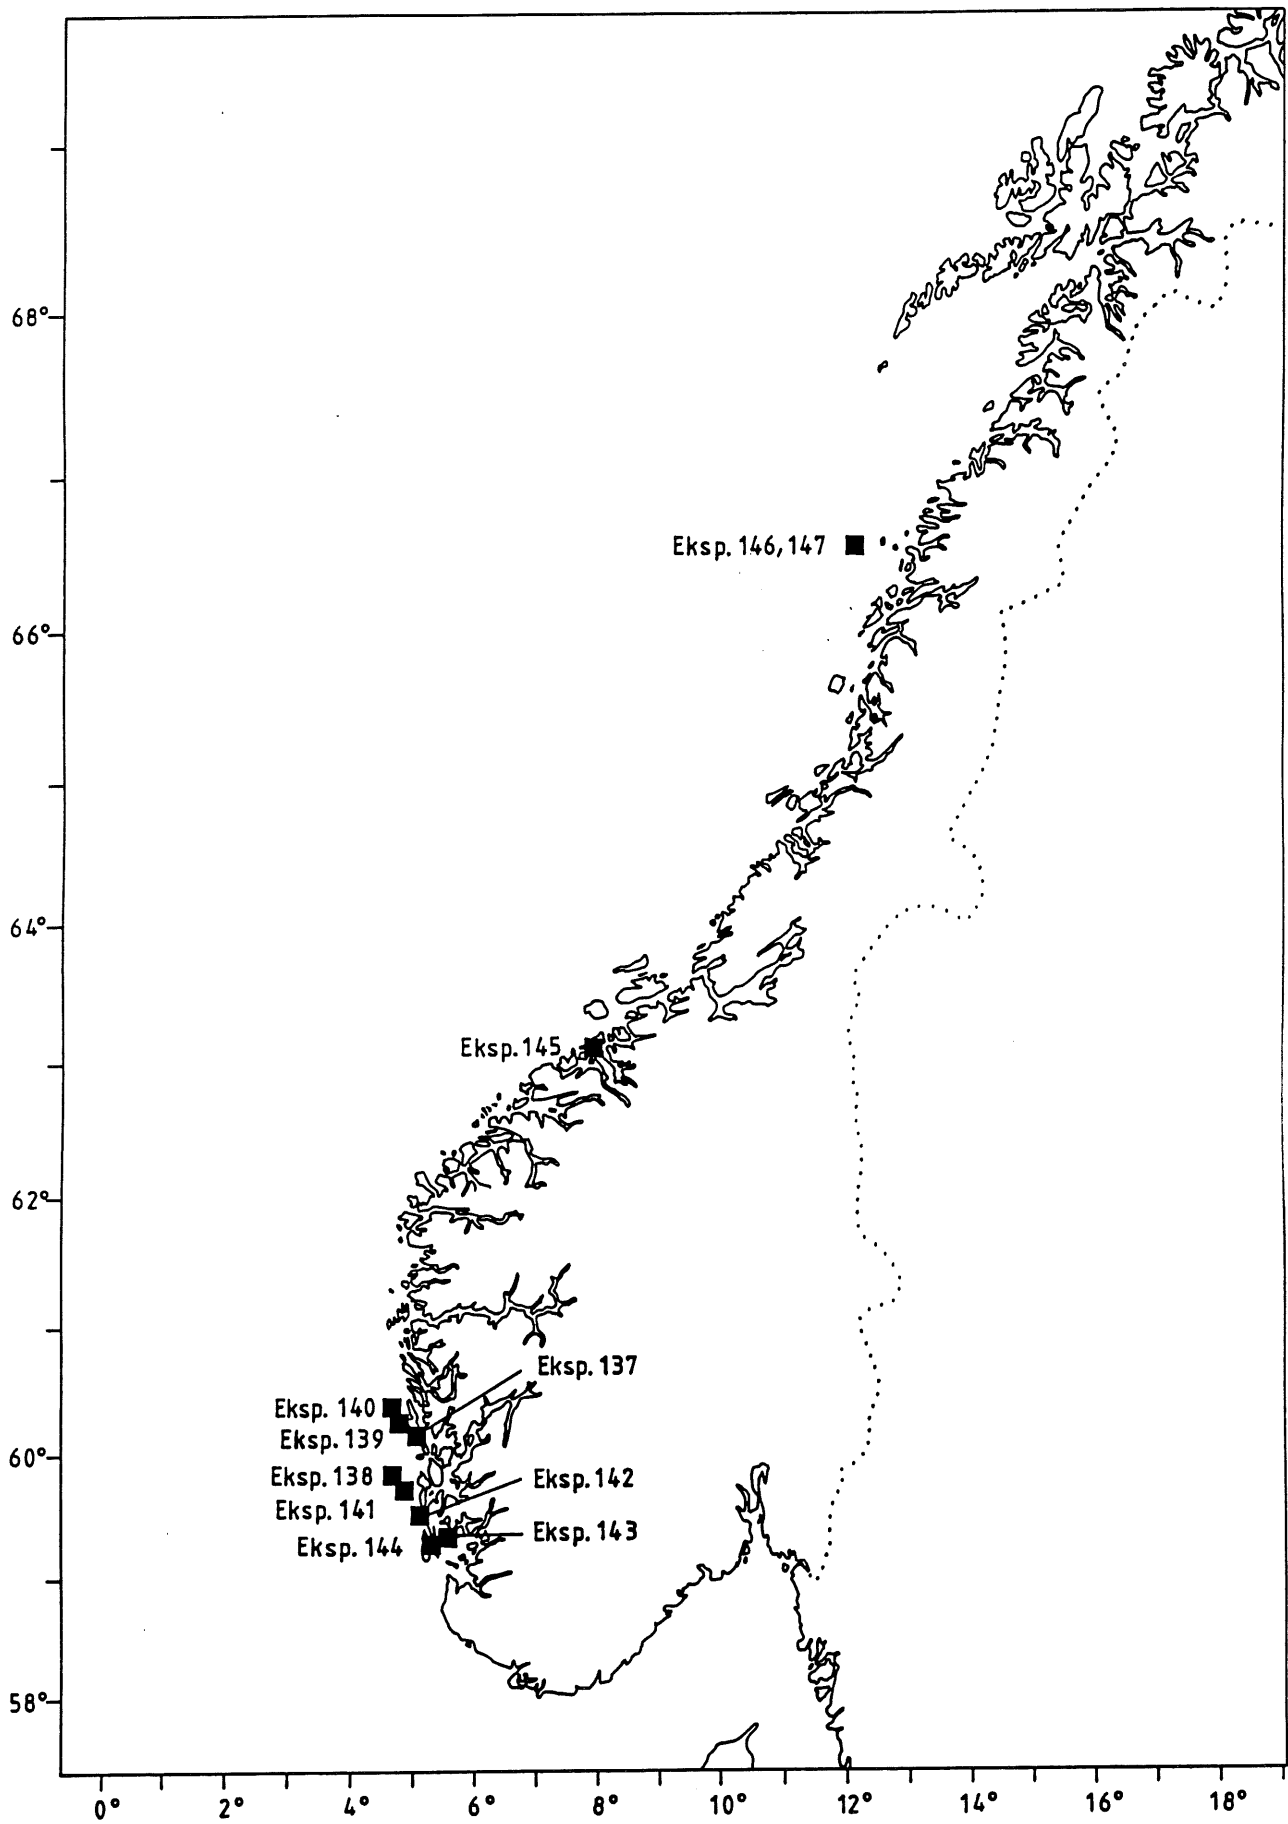 68°
Eksp. 146, 147
66°
64°
Eksp. 145
62°
Eksp. 137
Eksp. 140
Eksp. 139
60°
Eksp. 138
Eksp. 142
Eksp. 141
Eksp. 143
Eksp. 144
58°
0° 2° 4° 6° 8° 10° 12° 14° 16° 18°